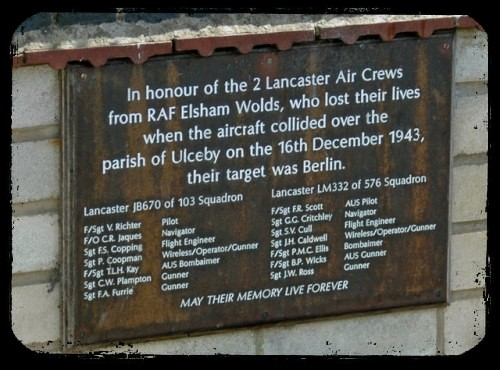 In honour of the 2 Lancaster Air Crews
from RAF Elsham Wolds, who lost their lives
when the aircraft collided over the
parish of Ulceby on the 16th December 1943,
their target was Berlin.
Lancaster JB670 of 103 Squadron
F/Sgt V. Richter Pilot
F/O C.R. Jaques Navigator
Sgt F.S. Copping Flight Engineer
Sgt P. Coopman Wireless/Operator/Gunner
F/Sgt T.L.H. Kay AUS Bombaimer
Sgt C.W. Plampton Gunner
Sgt F.A. Furrie Gunner
Lancaster LM332 of 576 Squadron
F/Sgt F.R. Scott AUS Pilot
Sgt G.G. Critchley Navigator
Sgt S.V. Cull Flight Engineer
Sgt J.H. Caldwell Wireless/Operator/Gunner
F/Sgt P.M.C. Ellis Bombaimer
F/Sgt B.P. Wicks AUS Gunner
Sgt J.W. Ross Gunner
MAY THEIR MEMORY LIVE FOREVER